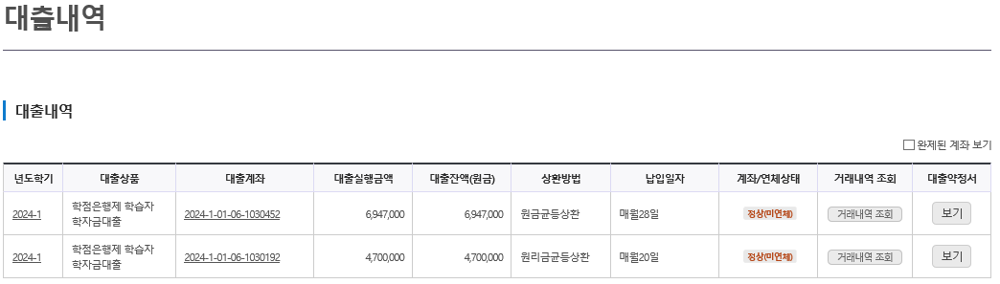 대출내역
대출내역
완제된 계좌 보기
년도학기 대출상품 대출계좌 대출실행금액 대출잔액(원금) 상환방법 납입일자 계좌/연체상태 거래내역 조회 대출약정서
2024-1 학점은행제 학습자 학자금대출 2024-1-01-06-1030452 6,947,000 6,947,000 원금균등상환 매월28일 정상(미연체) 거래내역 조회 보기
2024-1 학점은행제 학습자 학자금대출 2024-1-01-06-1030192 4,700,000 4,700,000 원리금균등상환 매월20일 정상(미연체) 거래내역 조회 보기